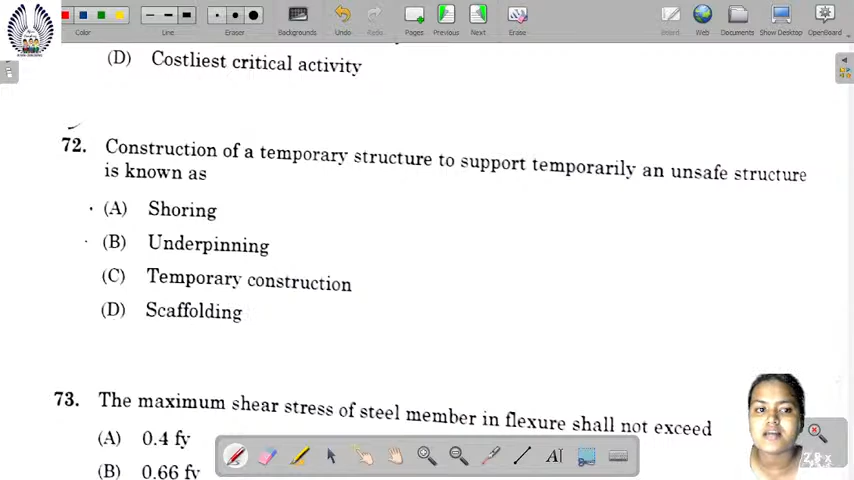 Color
Line
Eraser
Backgrounds
Undo
Redo
Pages
Previous
Next
Erase
Board
Web
Documents
Show Desktop
OpenBoard
(D) Costliest critical activity
72. Construction of a temporary structure to support temporarily an unsafe structure
is known as
(A) Shoring
(B) Underpinning
(C) Temporary construction
(D) Scaffolding
73. The maximum shear stress of steel member in flexure shall not exceed
(A) 0.4 fy
(B) 0.66 fy